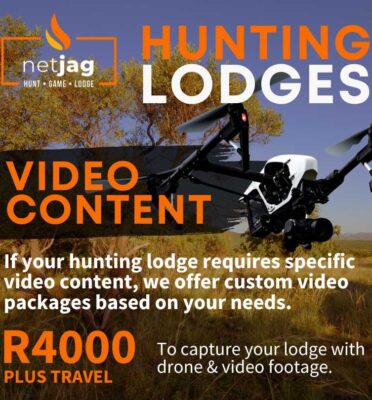 netjag
HUNT • GAME • LODGE
HUNTING
LODGES
VIDEO
CONTENT
If your hunting lodge requires specific
video content, we offer custom video
packages based on your needs.
R4000
PLUS TRAVEL
To capture your lodge with
drone & video footage.